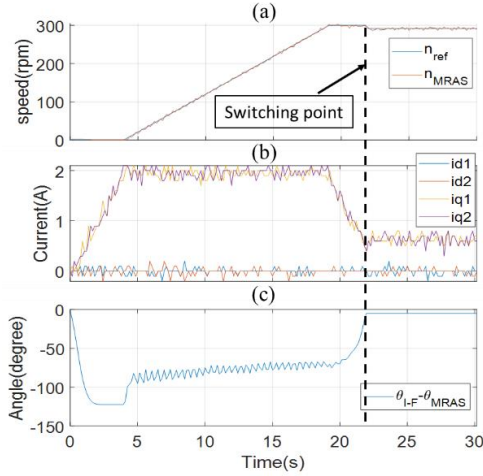 (a)
300
200
100
0
speed(rpm)
n_ref
n_MRAS
Switching point
(b)
2
1
0
Current(A)
id1
id2
iq1
iq2
(c)
0
-50
-100
-150
Angle(degree)
θ_I-F-θ_MRAS
0 5 10 15 20 25 30
Time(s)